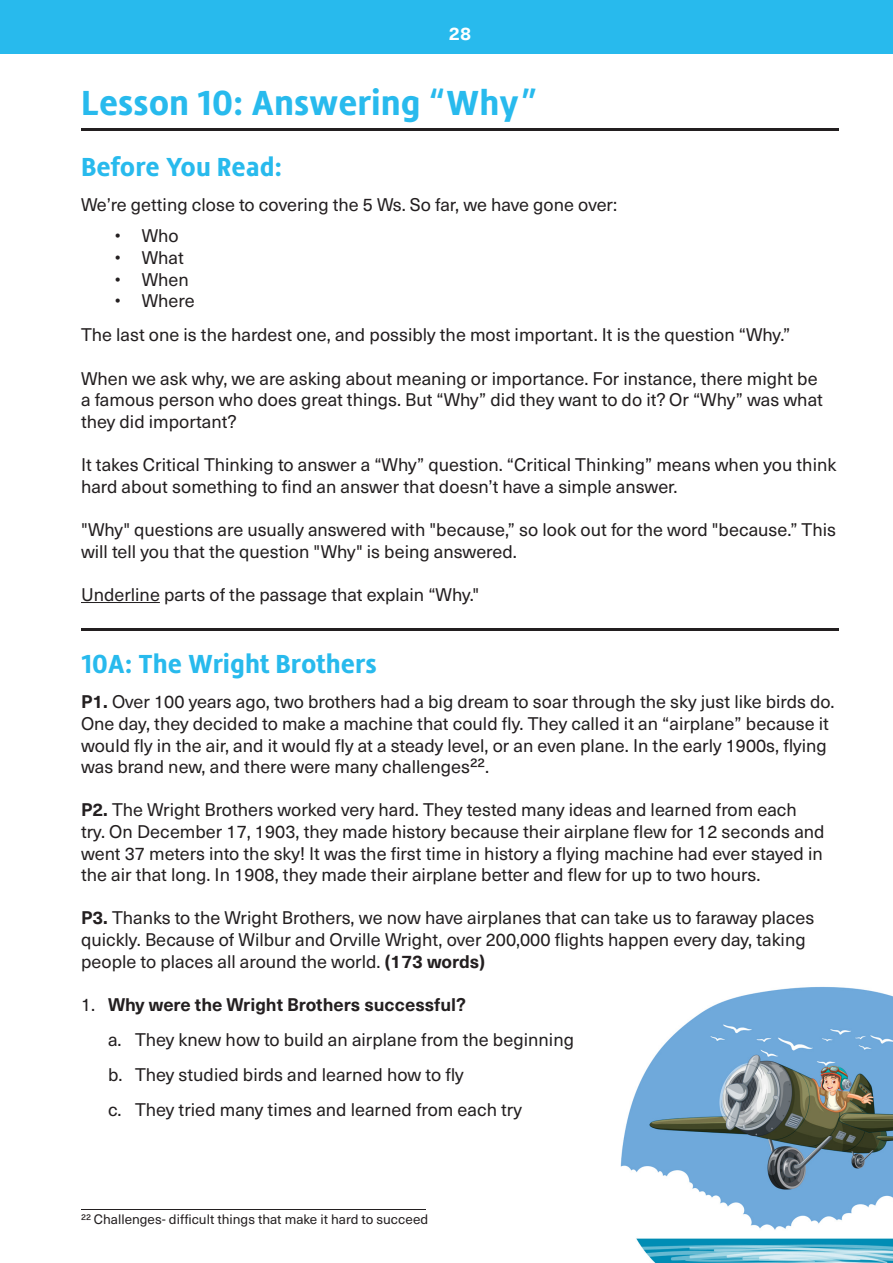 28
Lesson 10: Answering “Why”
Before You Read:
We’re getting close to covering the 5 Ws. So far, we have gone over:
• Who
• What
• When
• Where
The last one is the hardest one, and possibly the most important. It is the question “Why.”
When we ask why, we are asking about meaning or importance. For instance, there might be
a famous person who does great things. But “Why” did they want to do it? Or “Why” was what
they did important?
It takes Critical Thinking to answer a “Why” question. “Critical Thinking” means when you think
hard about something to find an answer that doesn’t have a simple answer.
"Why" questions are usually answered with "because,” so look out for the word "because.” This
will tell you that the question "Why" is being answered.
Underline parts of the passage that explain “Why."
10A: The Wright Brothers
P1. Over 100 years ago, two brothers had a big dream to soar through the sky just like birds do.
One day, they decided to make a machine that could fly. They called it an “airplane” because it
would fly in the air, and it would fly at a steady level, or an even plane. In the early 1900s, flying
was brand new, and there were many challenges²².
P2. The Wright Brothers worked very hard. They tested many ideas and learned from each
try. On December 17, 1903, they made history because their airplane flew for 12 seconds and
went 37 meters into the sky! It was the first time in history a flying machine had ever stayed in
the air that long. In 1908, they made their airplane better and flew for up to two hours.
P3. Thanks to the Wright Brothers, we now have airplanes that can take us to faraway places
quickly. Because of Wilbur and Orville Wright, over 200,000 flights happen every day, taking
people to places all around the world. (173 words)
1. Why were the Wright Brothers successful?
a. They knew how to build an airplane from the beginning
b. They studied birds and learned how to fly
c. They tried many times and learned from each try
²² Challenges- difficult things that make it hard to succeed